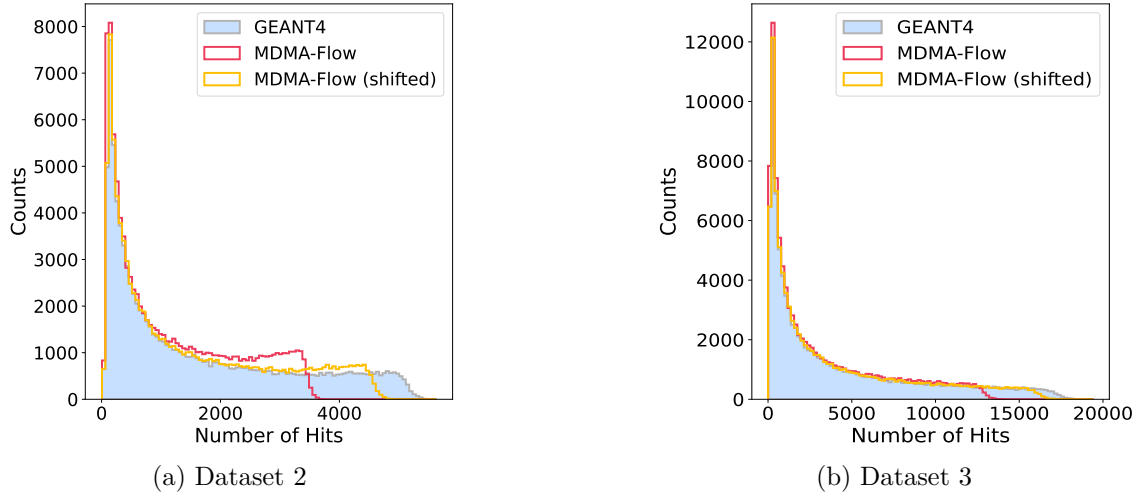 8000
7000
6000
5000
4000
3000
2000
1000
0
Counts
0
2000
4000
Number of Hits
GEANT4
MDMA-Flow
MDMA-Flow (shifted)
(a) Dataset 2
12000
10000
8000
6000
4000
2000
0
Counts
0
5000
10000
15000
20000
Number of Hits
GEANT4
MDMA-Flow
MDMA-Flow (shifted)
(b) Dataset 3